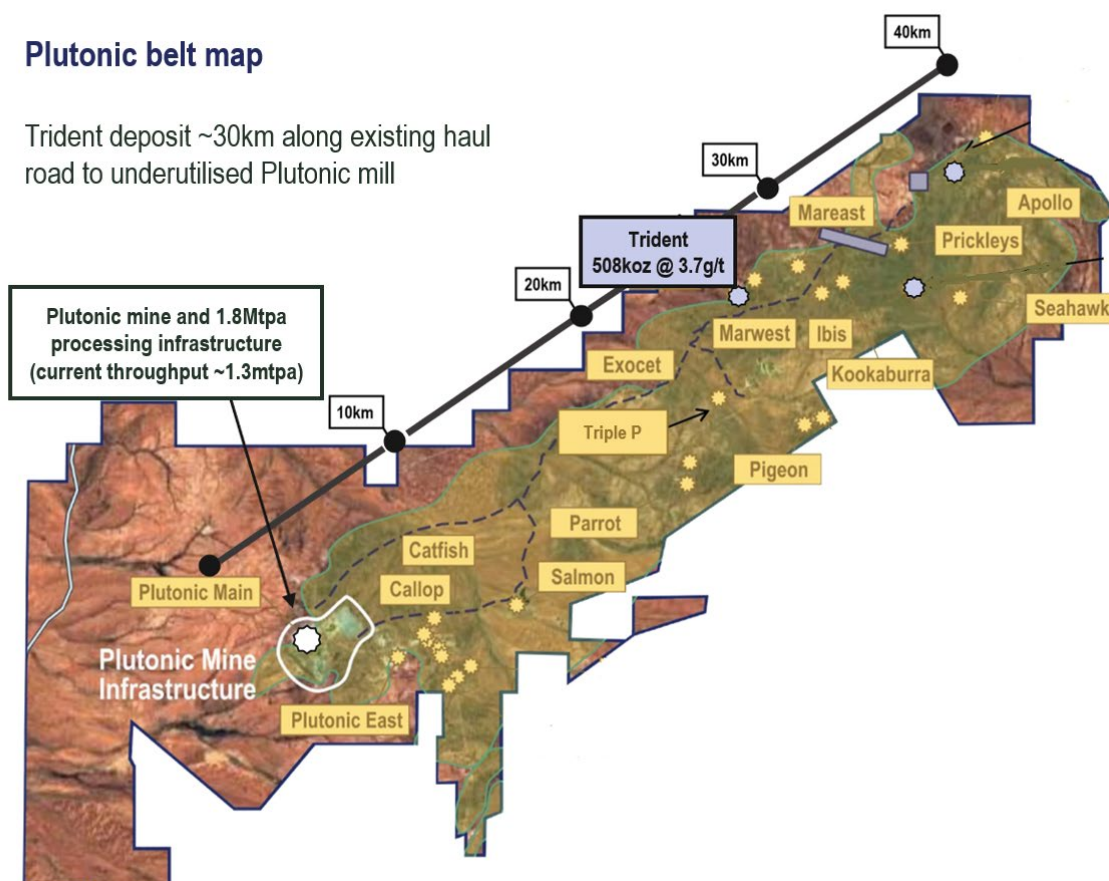 Plutonic belt map
Trident deposit ~30km along existing haul
road to underutilised Plutonic mill
40km
30km
20km
10km
Trident
508koz @ 3.7g/t
Plutonic mine and 1.8Mtpa
processing infrastructure
(current throughput ~1.3mtpa)
Mareast
Apollo
Prickleys
Seahawk
Marwest
Ibis
Exocet
Kookaburra
Triple P
Pigeon
Parrot
Catfish
Salmon
Callop
Plutonic Main
Plutonic Mine
Infrastructure
Plutonic East